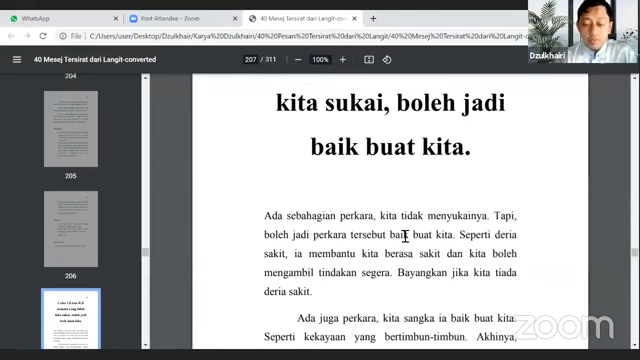 WhatsApp
Post Attendee - Zoom
40 Mesej Tersirat dari Langit-con
File
C:/Users/user/Desktop/Dzulkhair/Karya%20Dzulkhairi/40%20Pesan%20Tersirat%20dari%20Langit/40%20Mesej%20Tersirat%20dari%20Langit-conver
40 Mesej Tersirat dari Langit-converted
207 / 311
100%
Dzulkhairi
204
205
206
kita sukai, boleh jadi
baik buat kita.
Ada sebahagian perkara, kita tidak menyukainya. Tapi,
boleh jadi perkara tersebut baik buat kita. Seperti deria
sakit, ia membantu kita berasa sakit dan kita boleh
mengambil tindakan segera. Bayangkan jika kita tiada
deria sakit.
Ada juga perkara, kita sangka ia baik buat kita.
Seperti kekayaan yang bertimbun-timbun. Akhinya,
zoom